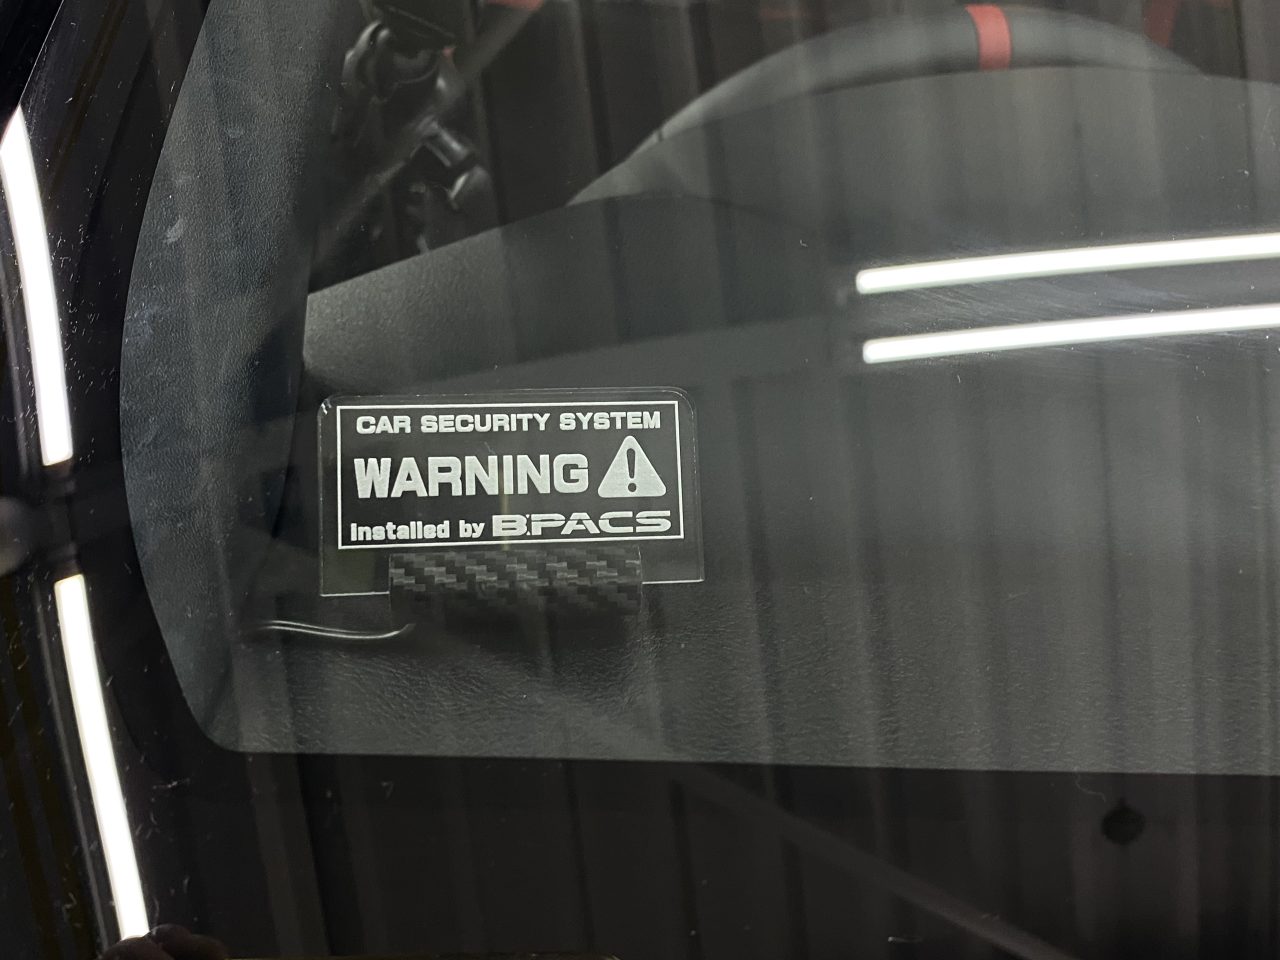 CAR SECURITY SYSTEM
WARNING
installed by B:PACS